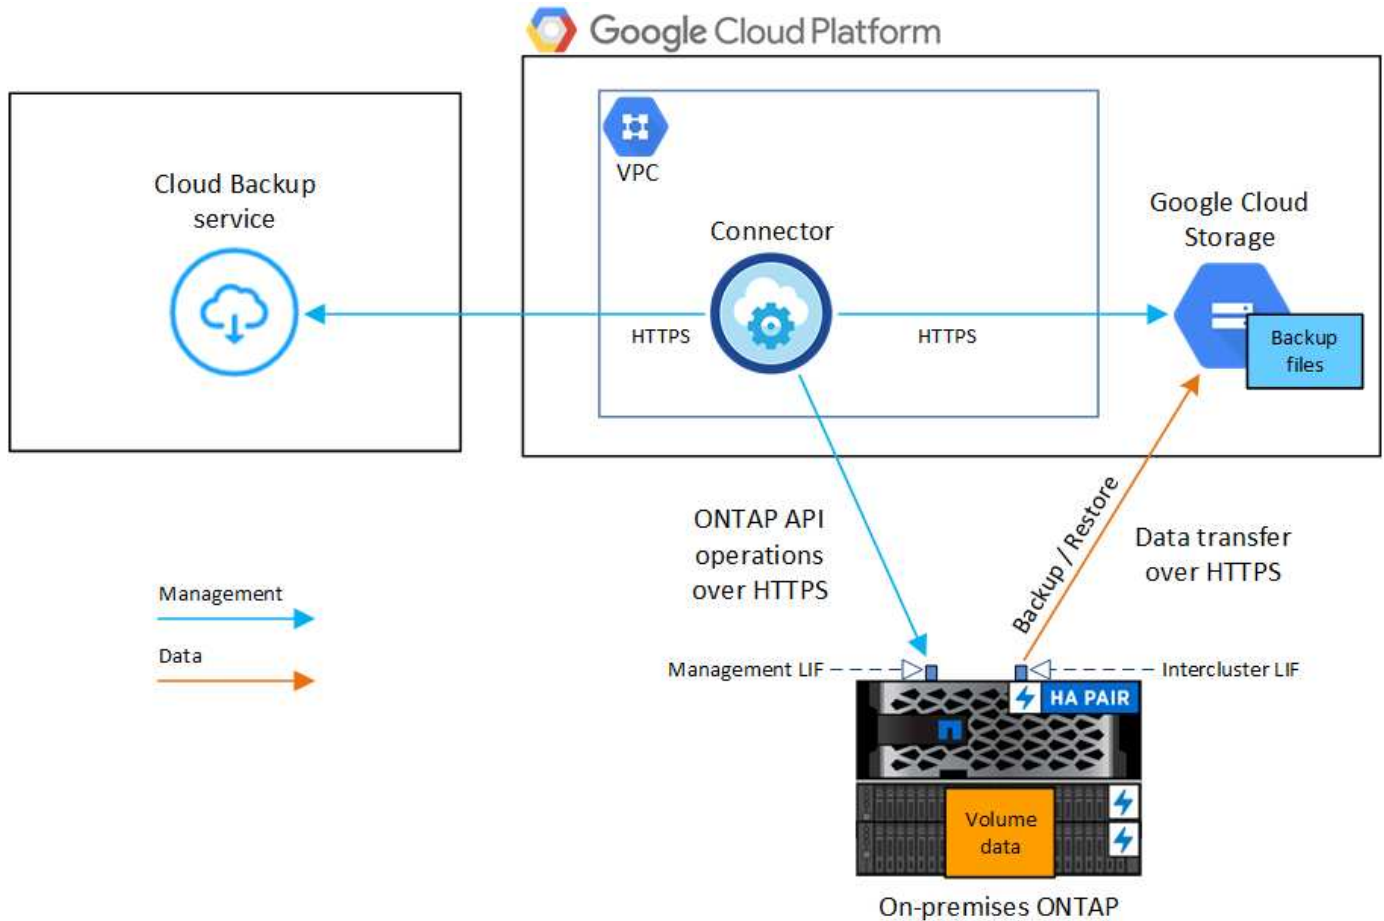 Google Cloud Platform
VPC
Cloud Backup
service
Connector
Google Cloud
Storage
HTTPS
HTTPS
Backup
files
ONTAP API
operations
over HTTPS
Backup / Restore
Data transfer
over HTTPS
Management
Data
Management LIF
Intercluster LIF
HA PAIR
Volume
data
On-premises ONTAP